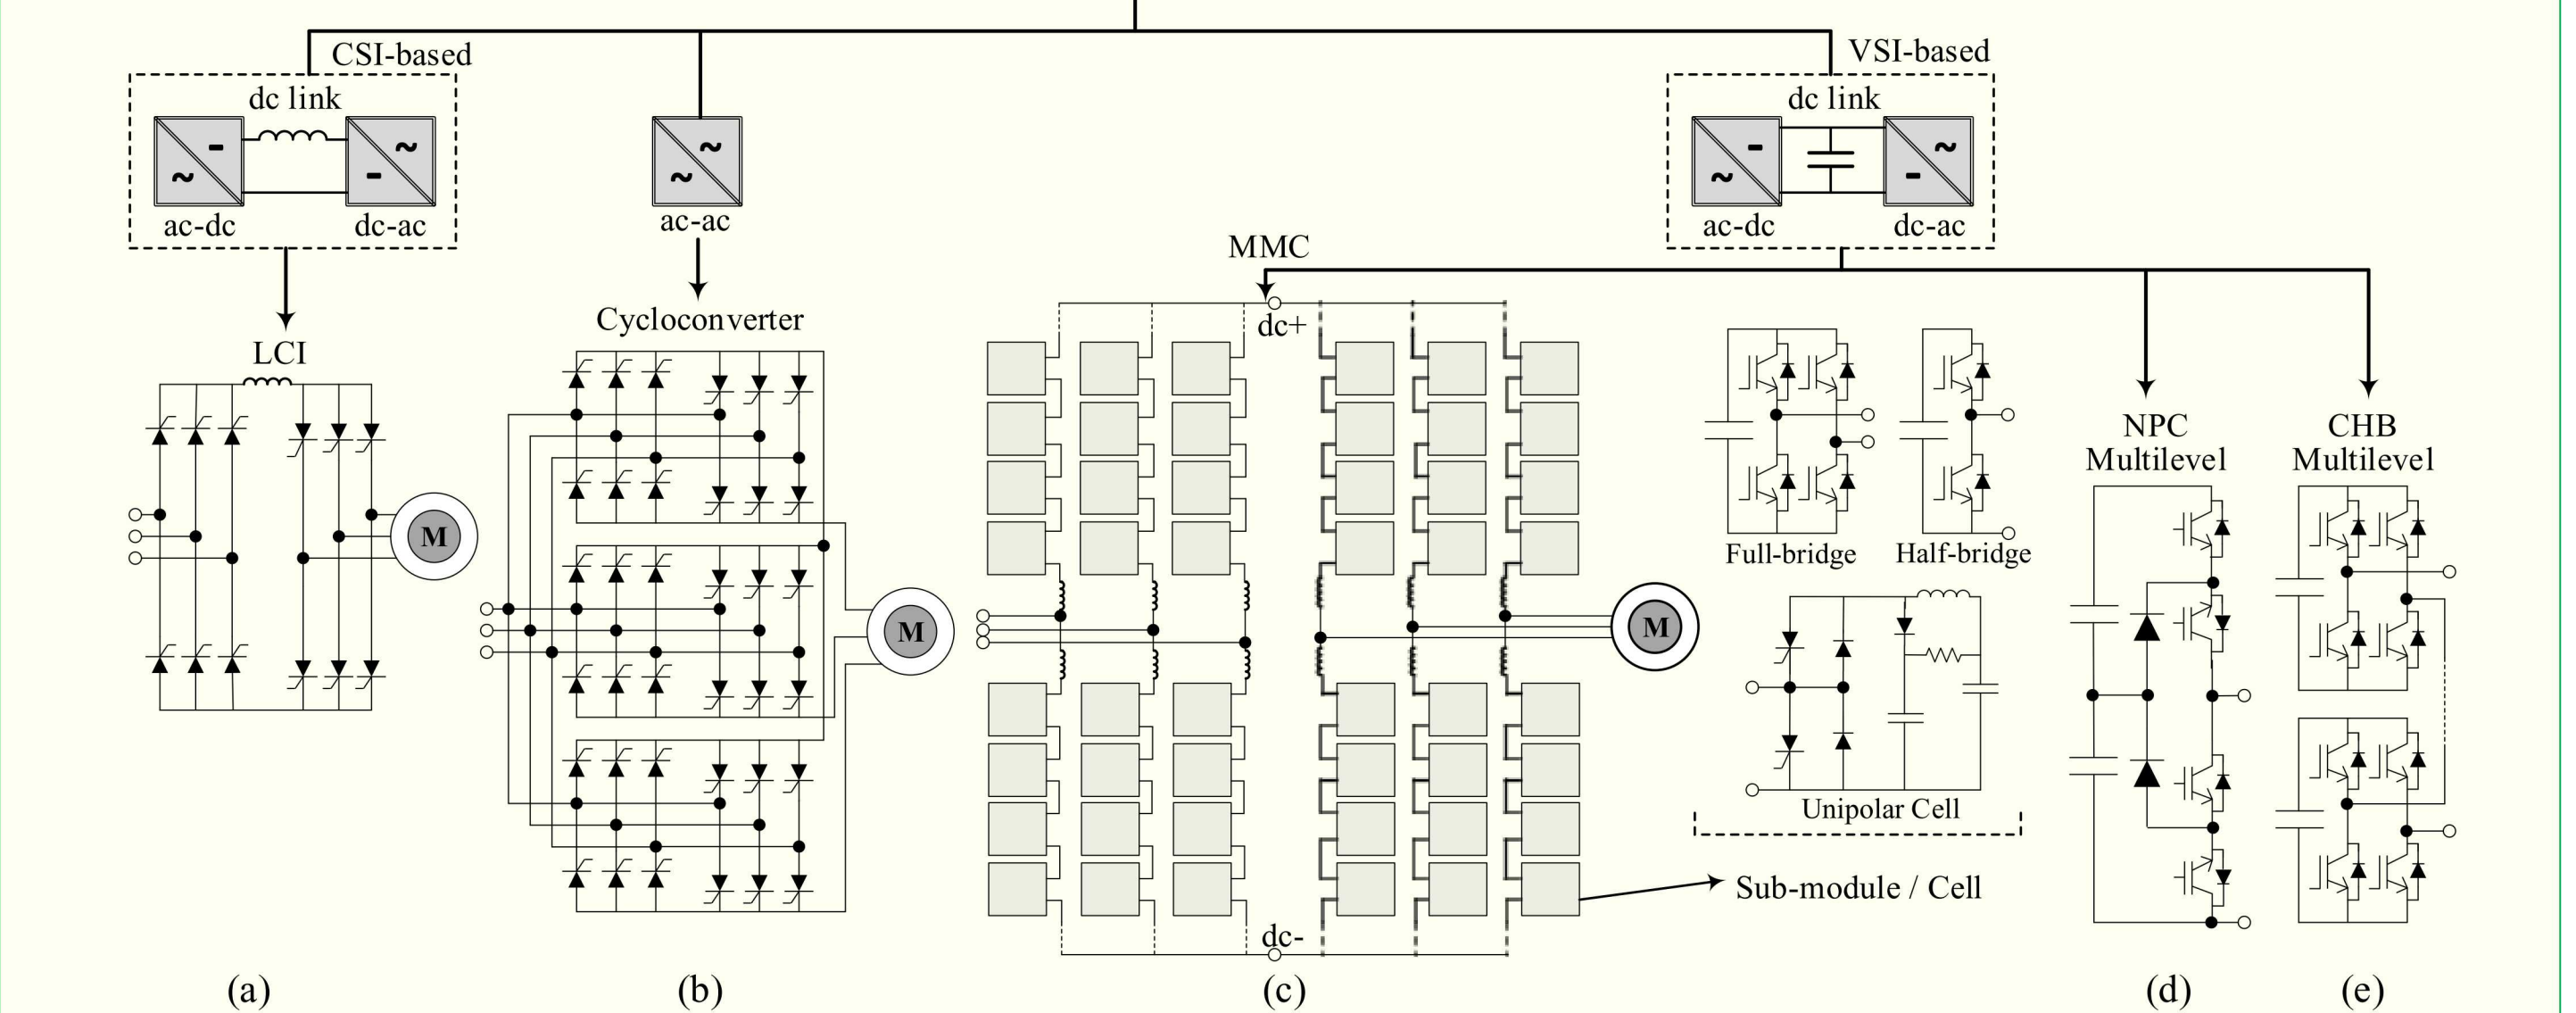 CSI-based
dc link
- ~
~ -
ac-dc
dc-ac
~
~
ac-ac
VSI-based
dc link
- ~
~ -
ac-dc
dc-ac
LCI
M
Cycloconverter
M
MMC
dc+
M
dc-
Full-bridge
Half-bridge
Unipolar Cell
Sub-module / Cell
NPC
Multilevel
CHB
Multilevel
(a)
(b)
(c)
(d)
(e)